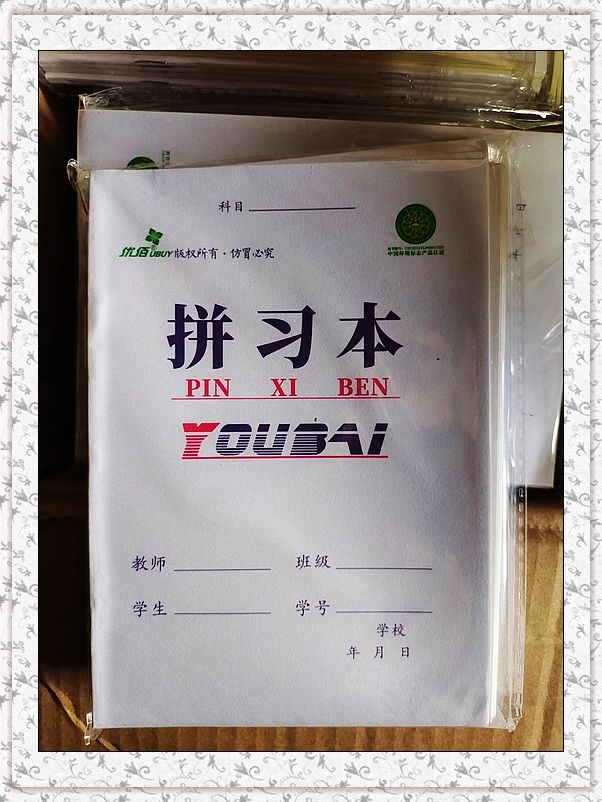 科目
优佰 UBUY 版权所有·仿冒必究
中国环境标志产品认证
拼习本
PIN XI BEN
YOUBAI
教师 班级
学生 学号
学校
年 月 日